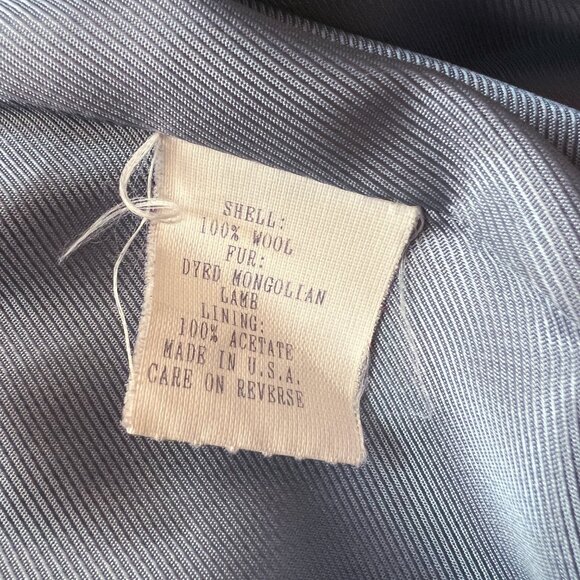 SHELL:
100% WOOL
FUR:
DYED MONGOLIAN
LAMB
LINING:
100% ACETATE
MADE IN U.S.A.
CARE ON REVERSE